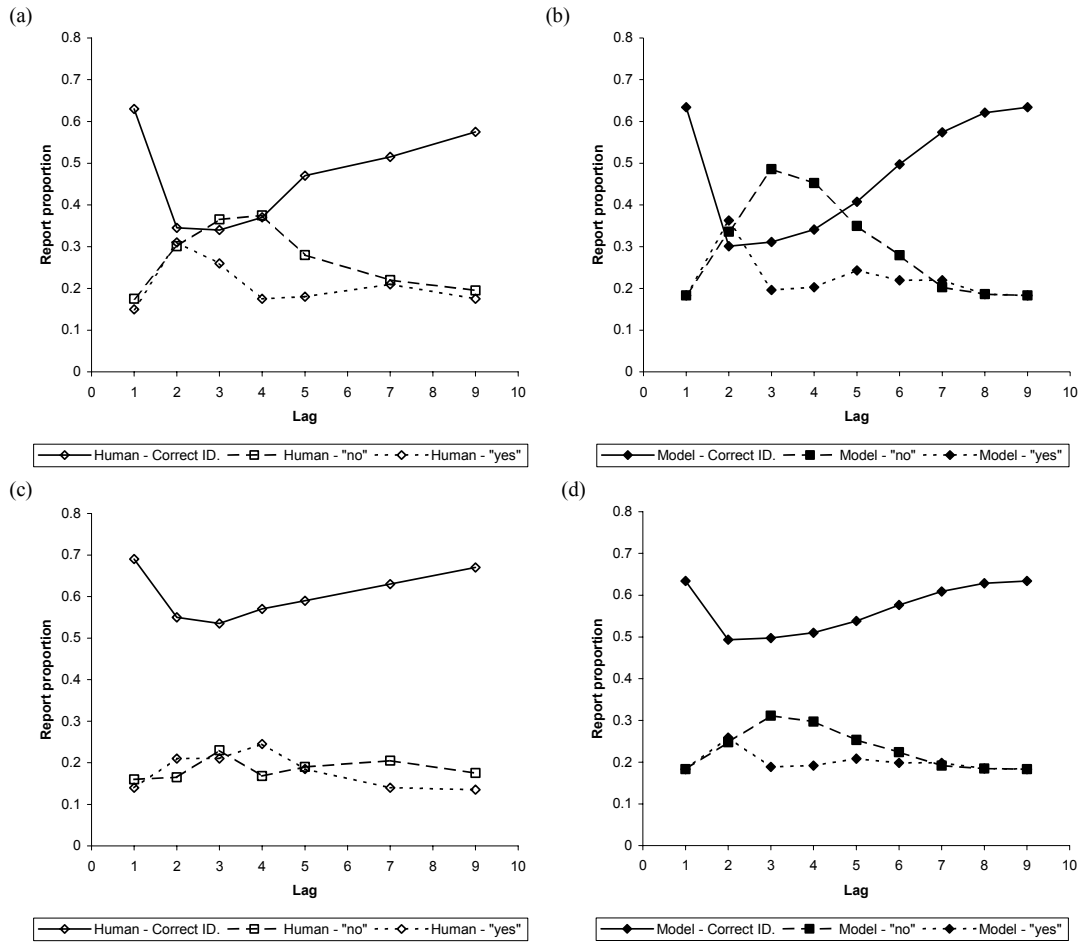 (a)
0.8
0.7
0.6
0.5
0.4
0.3
0.2
0.1
0
Report proportion
0 1 2 3 4 5 6 7 8 9 10
Lag
Human - Correct ID. Human - "no" Human - "yes"
(b)
0.8
0.7
0.6
0.5
0.4
0.3
0.2
0.1
0
Report proportion
0 1 2 3 4 5 6 7 8 9 10
Lag
Model - Correct ID. Model - "no" Model - "yes"
(c)
0.8
0.7
0.6
0.5
0.4
0.3
0.2
0.1
0
Report proportion
0 1 2 3 4 5 6 7 8 9 10
Lag
Human - Correct ID. Human - "no" Human - "yes"
(d)
0.8
0.7
0.6
0.5
0.4
0.3
0.2
0.1
0
Report proportion
0 1 2 3 4 5 6 7 8 9 10
Lag
Model - Correct ID. Model - "no" Model - "yes"